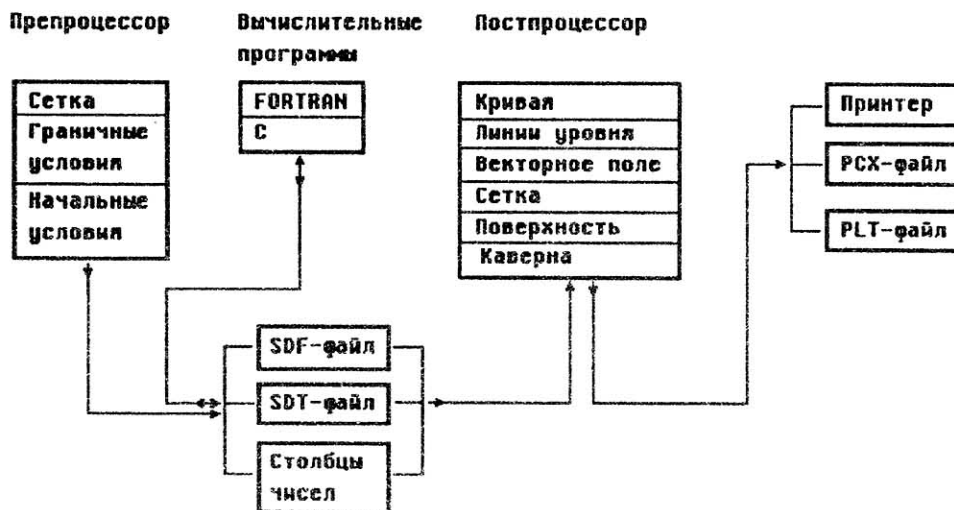 Препроцессор
Вычислительные
программы
Постпроцессор
Сетка
Граничные
условия
Начальные
условия
FORTRAN
C
Кривая
Линии уровня
Векторное поле
Сетка
Поверхность
Каверна
Принтер
PCX-файл
PLT-файл
SDF-файл
SDT-файл
Столбцы
чисел